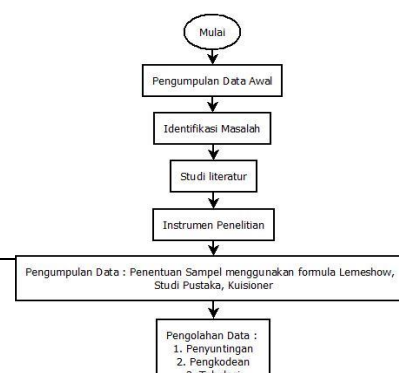 Mulai
Pengumpulan Data Awal
Identifikasi Masalah
Studi literatur
Instrumen Penelitian
Pengumpulan Data : Penentuan Sampel menggunakan formula Lemeshow,
Studi Pustaka, Kuisioner
Pengolahan Data :
1. Penyuntingan
2. Pengkodean